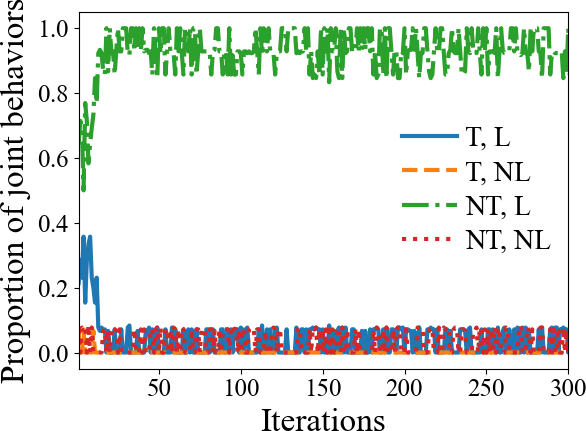 Proportion of joint behaviors
1.0
0.8
0.6
0.4
0.2
0.0
T, L
T, NL
NT, L
NT, NL
50 100 150 200 250 300
Iterations